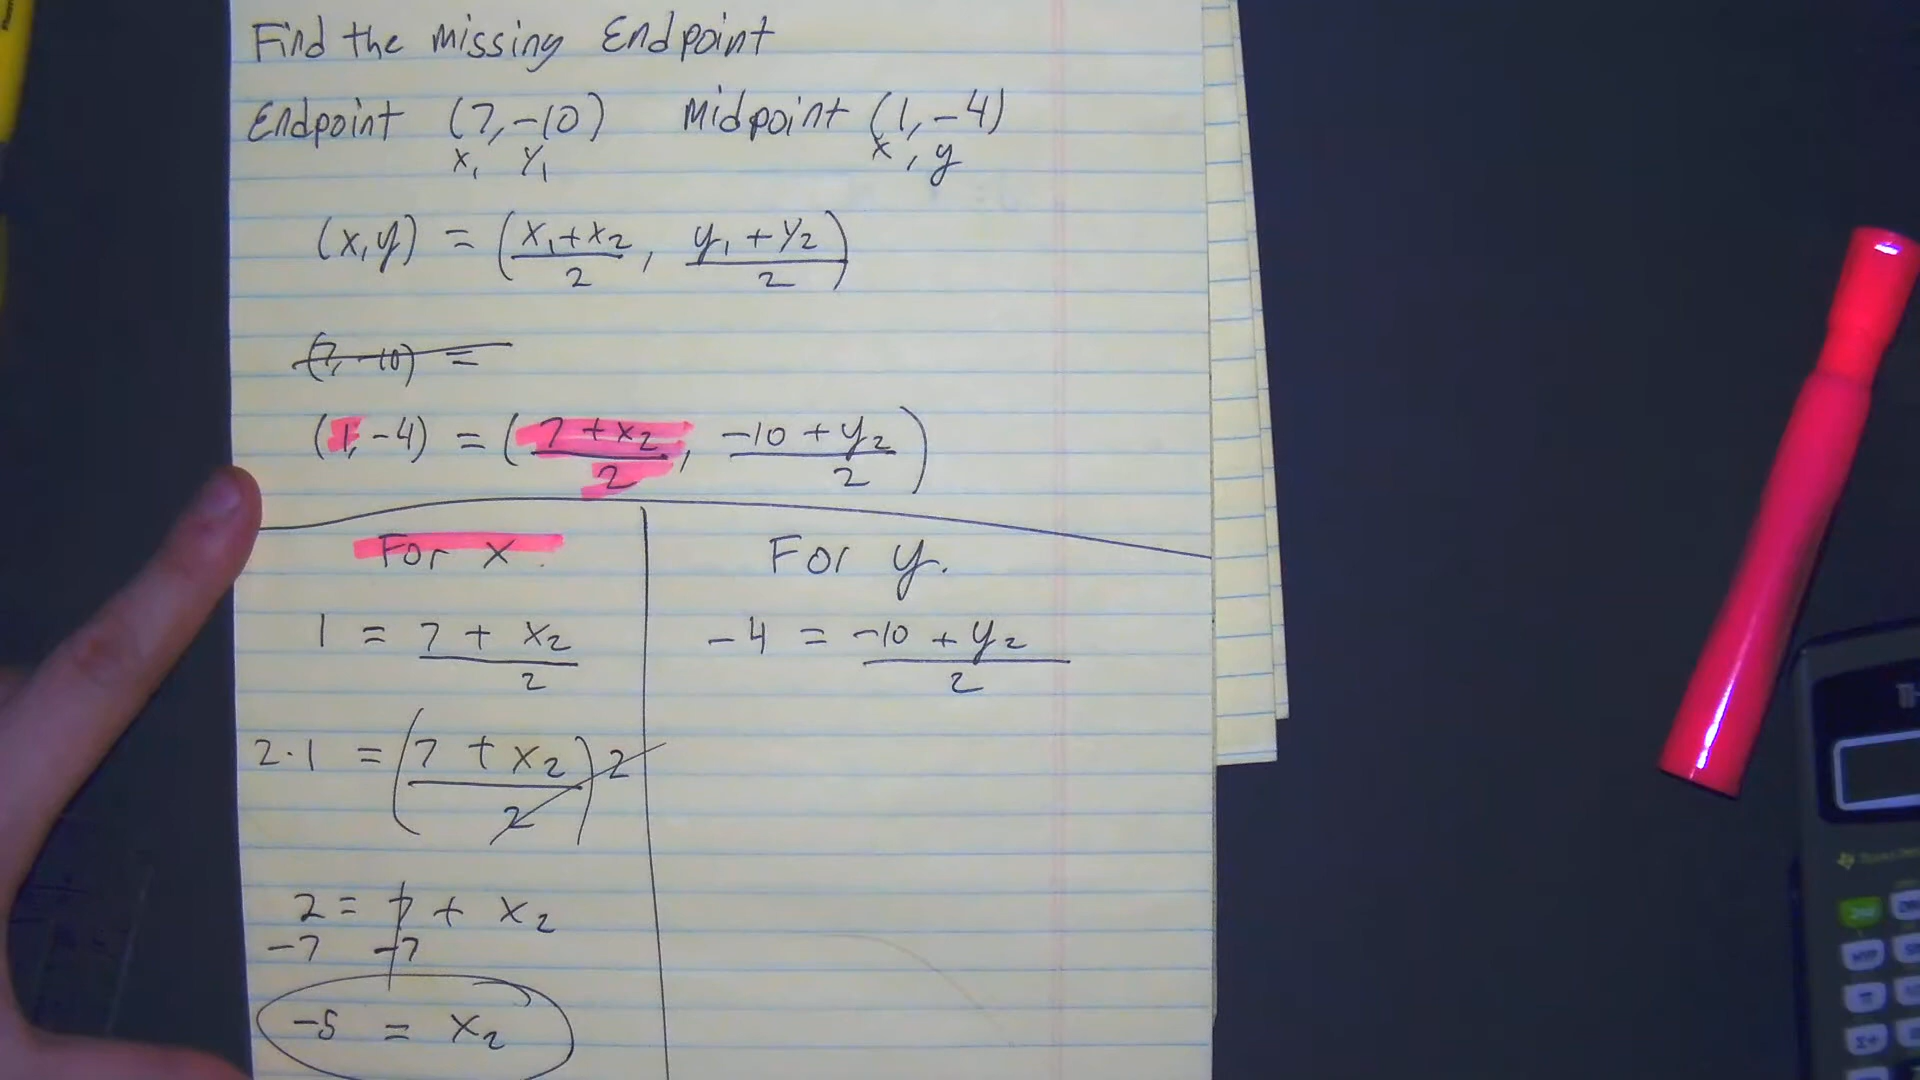 Find the missing Endpoint
Endpoint (7, -10) Midpoint (1, -4)
x₁ y₁ x , y
(x, y) = (x₁ + x₂ / 2 , y₁ + y₂ / 2)
(7, -10) =
(1, -4) = (7 + x₂ / 2 , -10 + y₂ / 2)
For x.
1 = 7 + x₂ / 2
2 · 1 = (7 + x₂ / 2) 2
2 = 7 + x₂
-7 -7
-5 = x₂
For y.
-4 = -10 + y₂ / 2